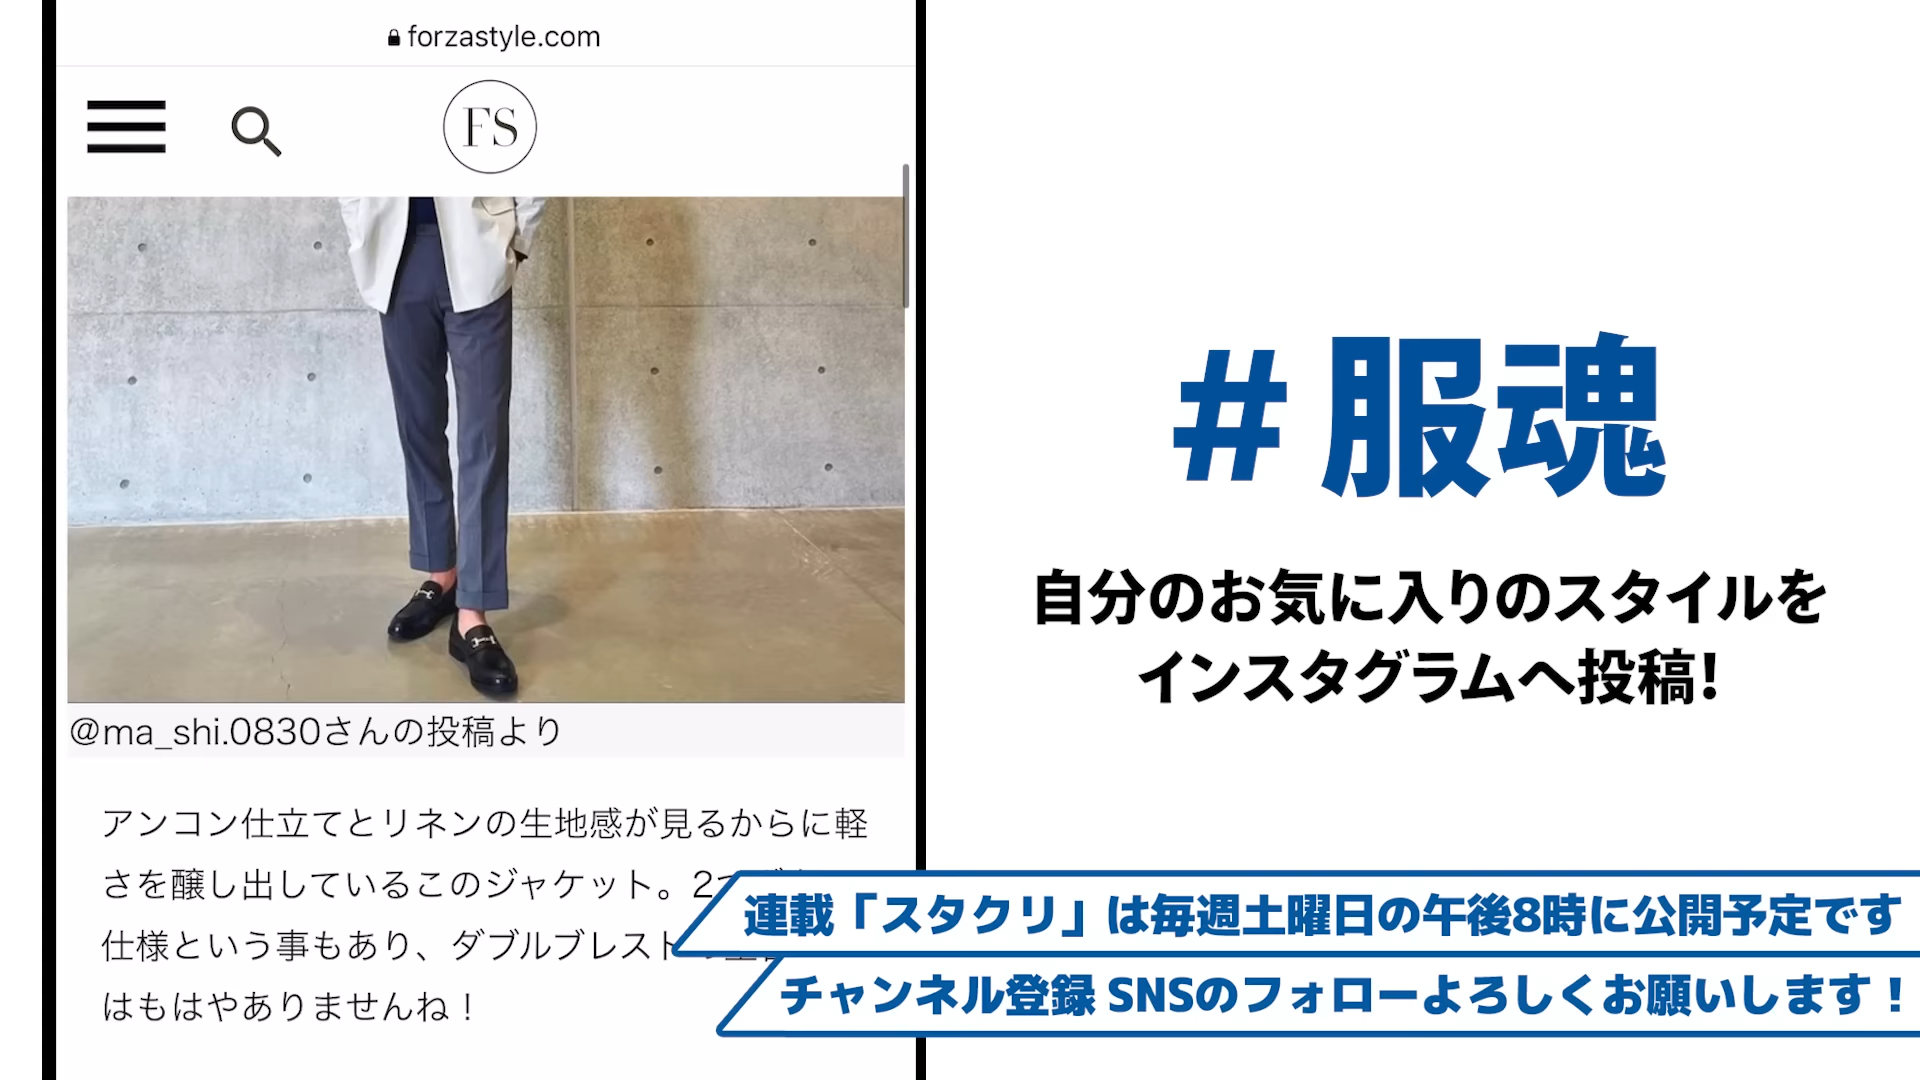 forzastyle.com
FS
@ma_shi.0830さんの投稿より
アンコン仕立てとリネンの生地感が見るからに軽
さを醸し出しているこのジャケット。2つ
仕様という事もあり、ダブルブレスト
はもはやありませんね！
#服魂
自分のお気に入りのスタイルを
インスタグラムへ投稿!
連載「スタクリ」は毎週土曜日の午後8時に公開予定です
チャンネル登録 SNSのフォローよろしくお願いします！